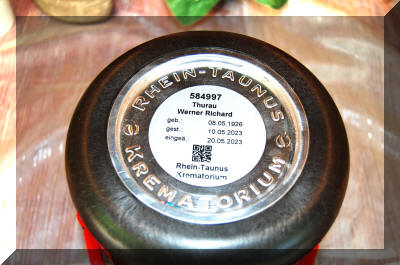 RHEIN-TAUNUS
584997
Thurau
Werner Richard
geb.: 08.05.1926
gest.: 10.05.2023
eingeä.: 20.05.2023
Rhein-Taunus
Krematorium
KREMATORIUM